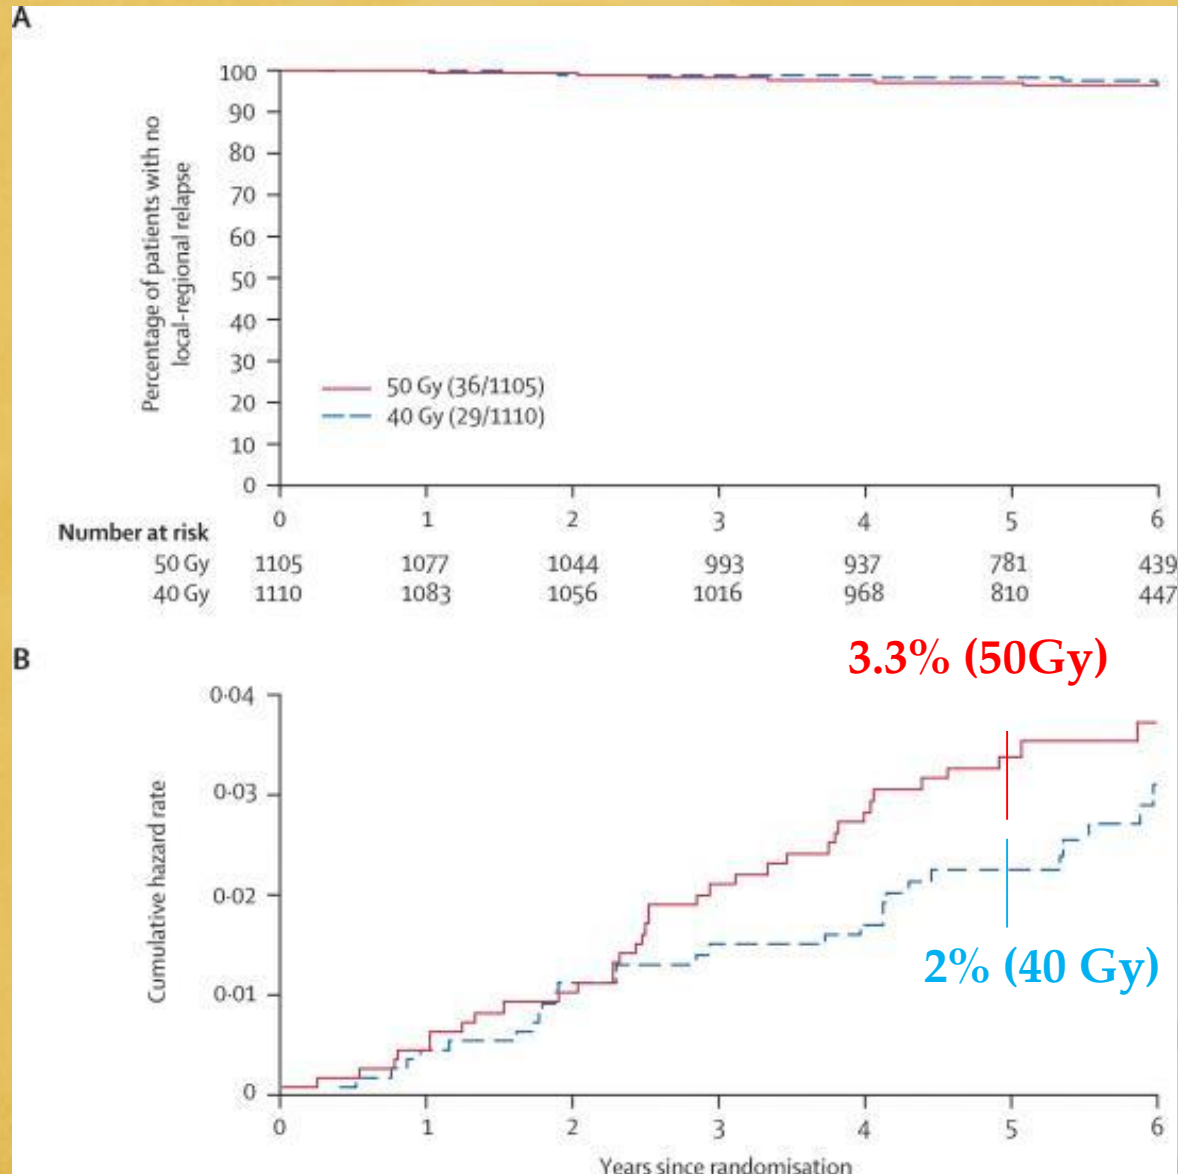 A
Percentage of patients with no
local-regional relapse
100
90
80
70
60
50
40
30
20
10
0
50 Gy (36/1105)
40 Gy (29/1110)
0 1 2 3 4 5 6
Number at risk
50 Gy 1105 1077 1044 993 937 781 439
40 Gy 1110 1083 1056 1016 968 810 447
B
3.3% (50Gy)
Cumulative hazard rate
0·04
0·03
0·02
0·01
0
2% (40 Gy)
0 1 2 3 4 5 6
Years since randomisation